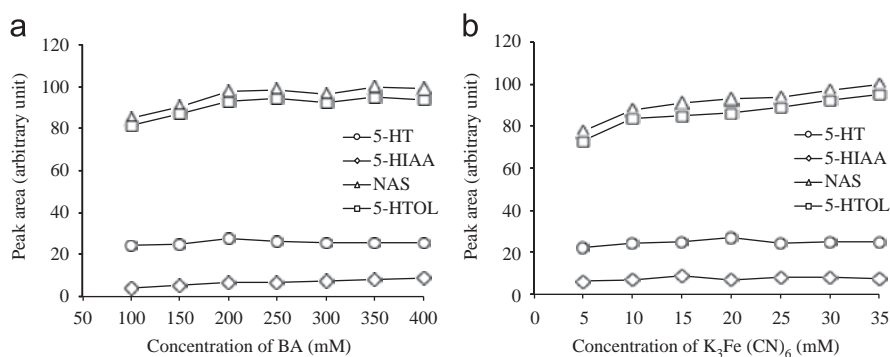 a
120
100
80
60
40
20
0
50
100
150
200
250
300
350
400
Peak area (arbitrary unit)
Concentration of BA (mM)
5-HT
5-HIAA
NAS
5-HTOL
b
120
100
80
60
40
20
0
0
5
10
15
20
25
30
35
Peak area (arbitrary unit)
Concentration of K₃Fe (CN)₆ (mM)
5-HT
5-HIAA
NAS
5-HTOL